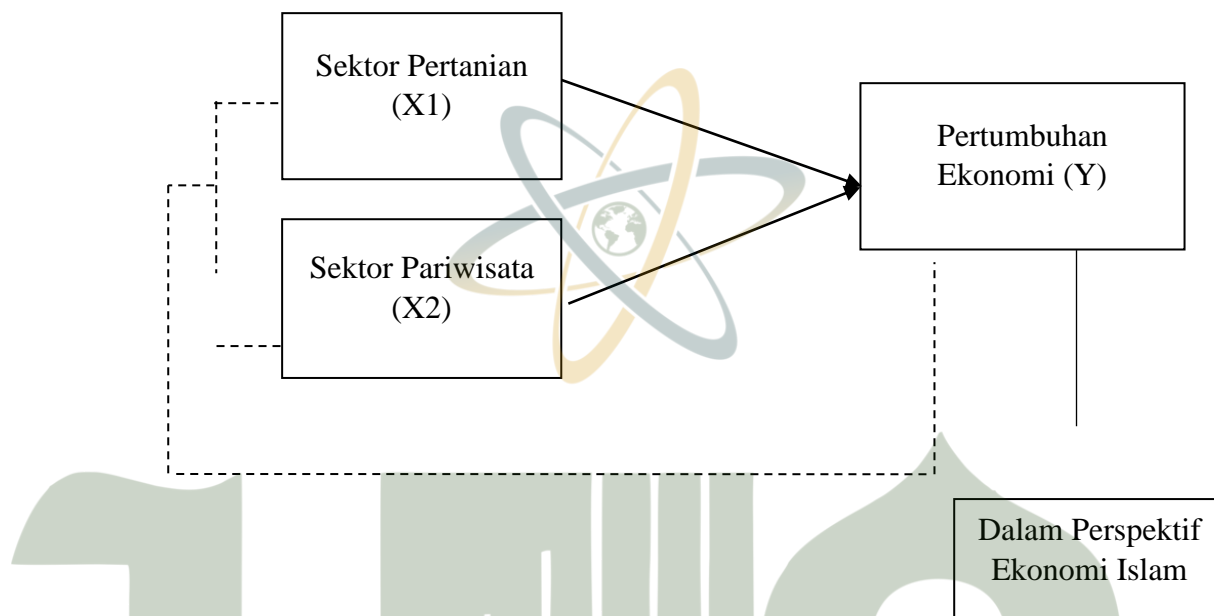 Sektor Pertanian
(X1)
Pertumbuhan
Ekonomi (Y)
Sektor Pariwisata
(X2)
Dalam Perspektif
Ekonomi Islam